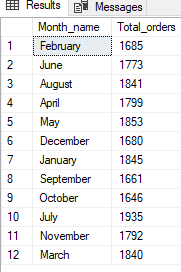 Results Messages
Month_name Total_orders
1 February 1685
2 June 1773
3 August 1841
4 April 1799
5 May 1853
6 December 1680
7 January 1845
8 September 1661
9 October 1646
10 July 1935
11 November 1792
12 March 1840